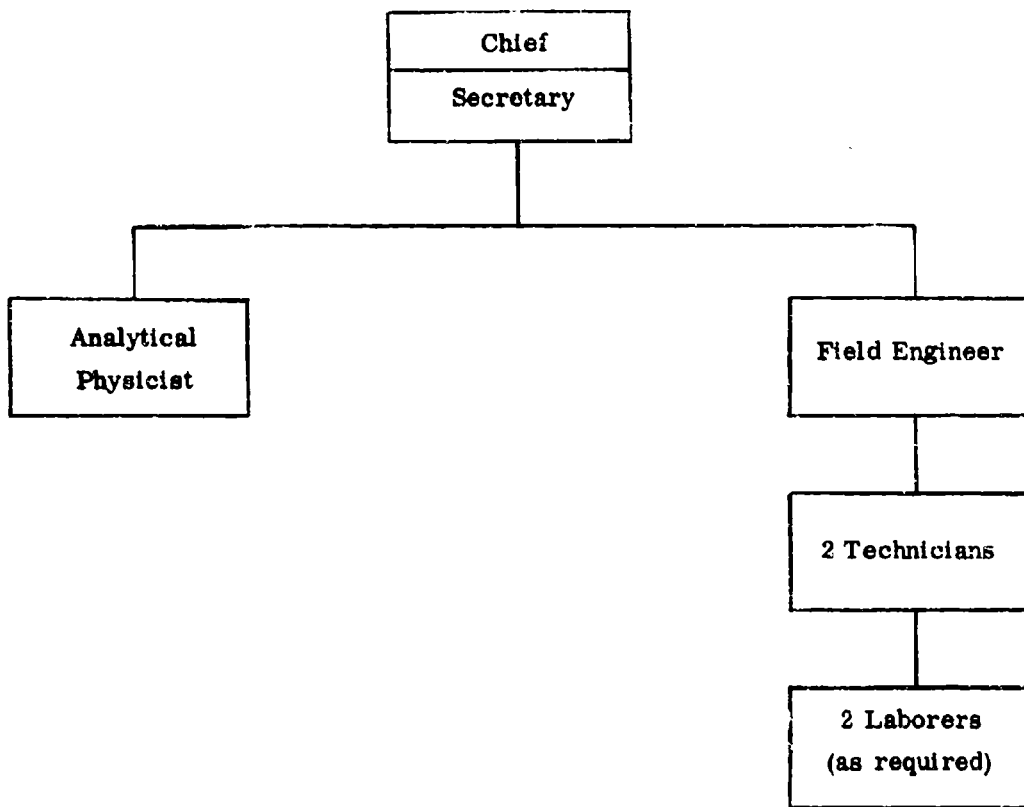 Chief
Secretary
Analytical
Physicist
Field Engineer
2 Technicians
2 Laborers
(as required)